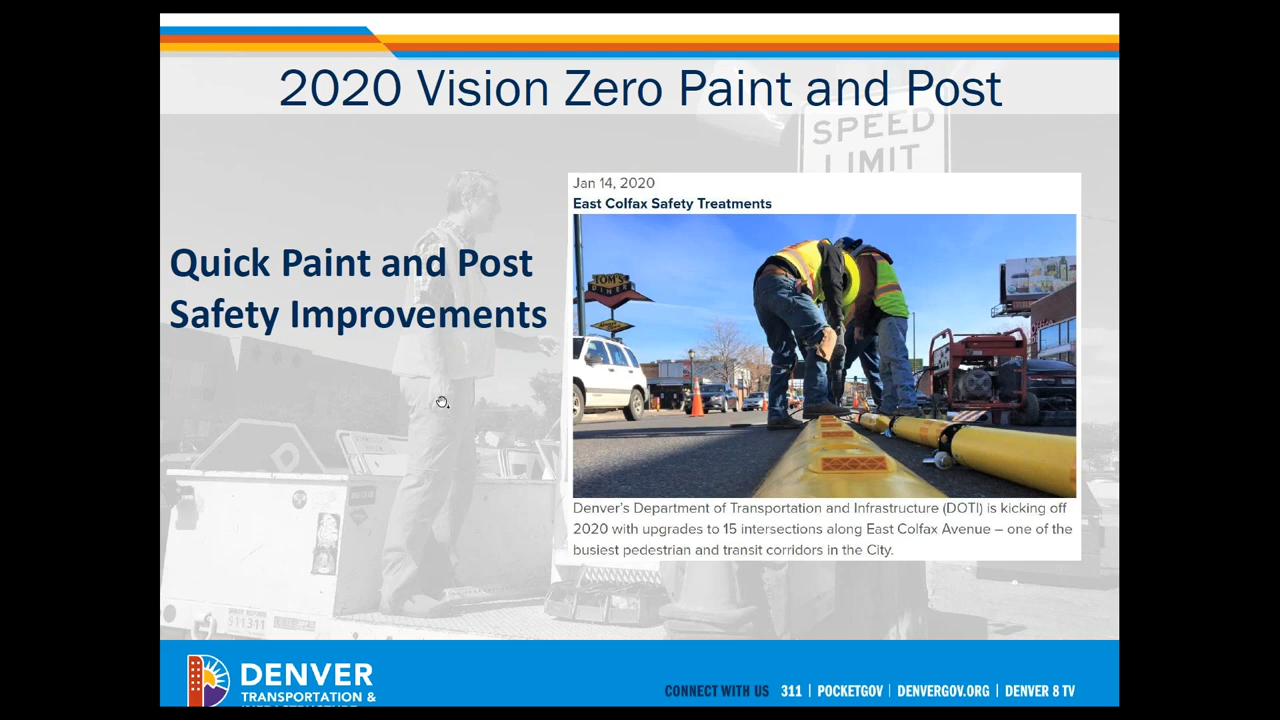 2020 Vision Zero Paint and Post
SPEED
LIMIT
Jan 14, 2020
East Colfax Safety Treatments
Quick Paint and Post
Safety Improvements
TOM'S
DINER
Denver's Department of Transportation and Infrastructure (DOTI) is kicking off
2020 with upgrades to 15 intersections along East Colfax Avenue – one of the
busiest pedestrian and transit corridors in the City.
911311
DENVER
TRANSPORTATION &
INFRASTRUCTURE
CONNECT WITH US 311 | POCKETGOV | DENVERGOV.ORG | DENVER 8 TV